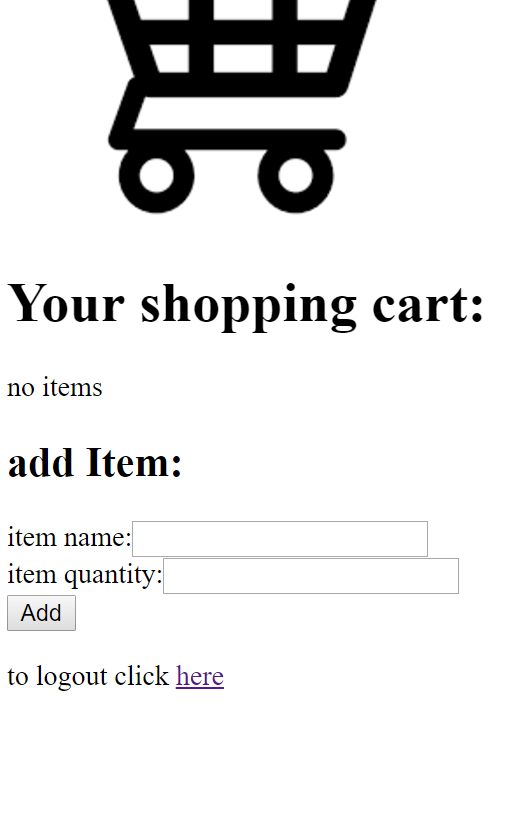 Your shopping cart:
no items
add Item:
item name:
item quantity:
Add
to logout click here